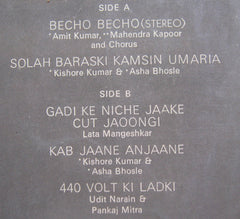 SIDE A
BECHO BECHO (STEREO)
*Amit Kumar, **Mahendra Kapoor
and Chorus
SOLAH BARASKI KAMSIN UMARIA
*Kishore Kumar & *Asha Bhosle
SIDE B
GADI KE NICHE JAAKE
CUT JAOONGI
Lata Mangeshkar
KAB JAANE ANJAANE
*Kishore Kumar &
*Asha Bhosle
440 VOLT KI LADKI
Udit Narain &
Pankaj Mitra